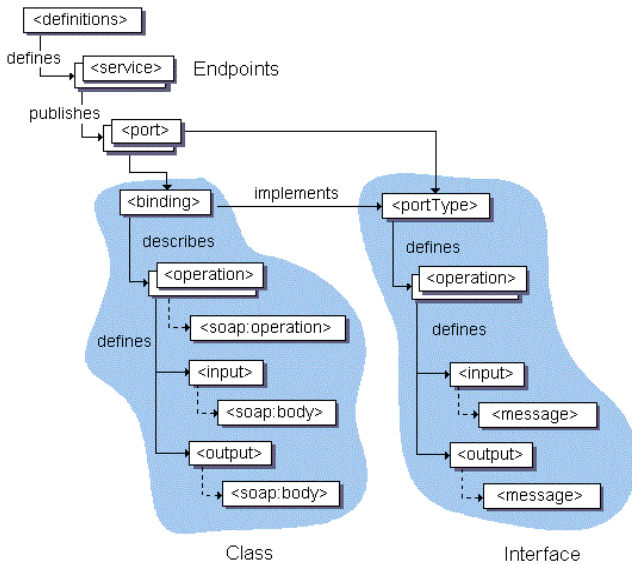 <definitions>
defines
<service>
Endpoints
publishes
<port>
<binding>
implements
<portType>
describes
defines
<operation>
<operation>
<soap:operation>
defines
defines
<input>
<input>
<soap:body>
<message>
<output>
<output>
<soap:body>
<message>
Class
Interface